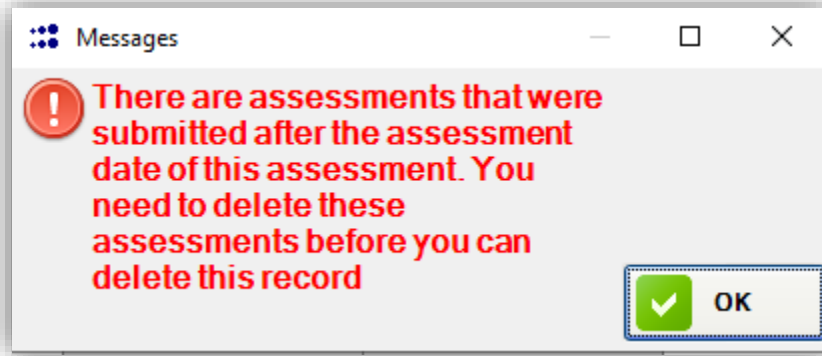 Messages
There are assessments that were
submitted after the assessment
date of this assessment. You
need to delete these
assessments before you can
delete this record
OK